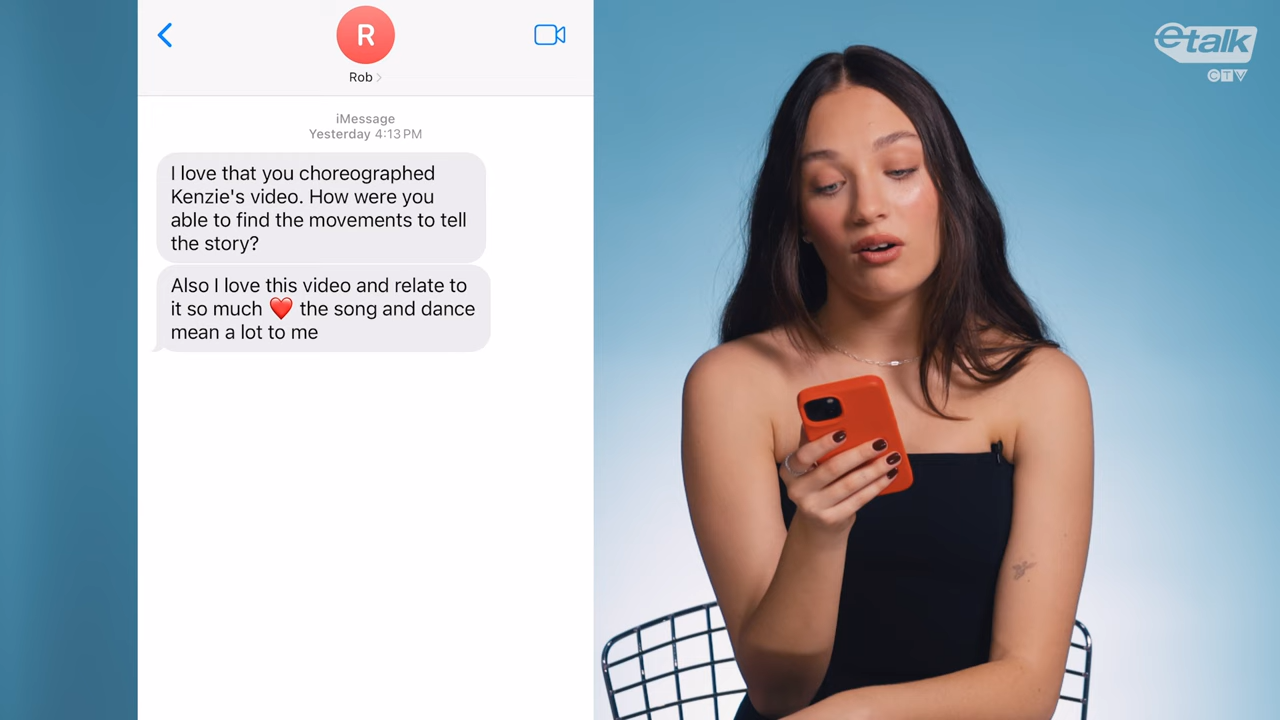 R
Rob
iMessage
Yesterday 4:13 PM
I love that you choreographed
Kenzie's video. How were you
able to find the movements to tell
the story?
Also I love this video and relate to
it so much ❤️ the song and dance
mean a lot to me
etalk
CTV